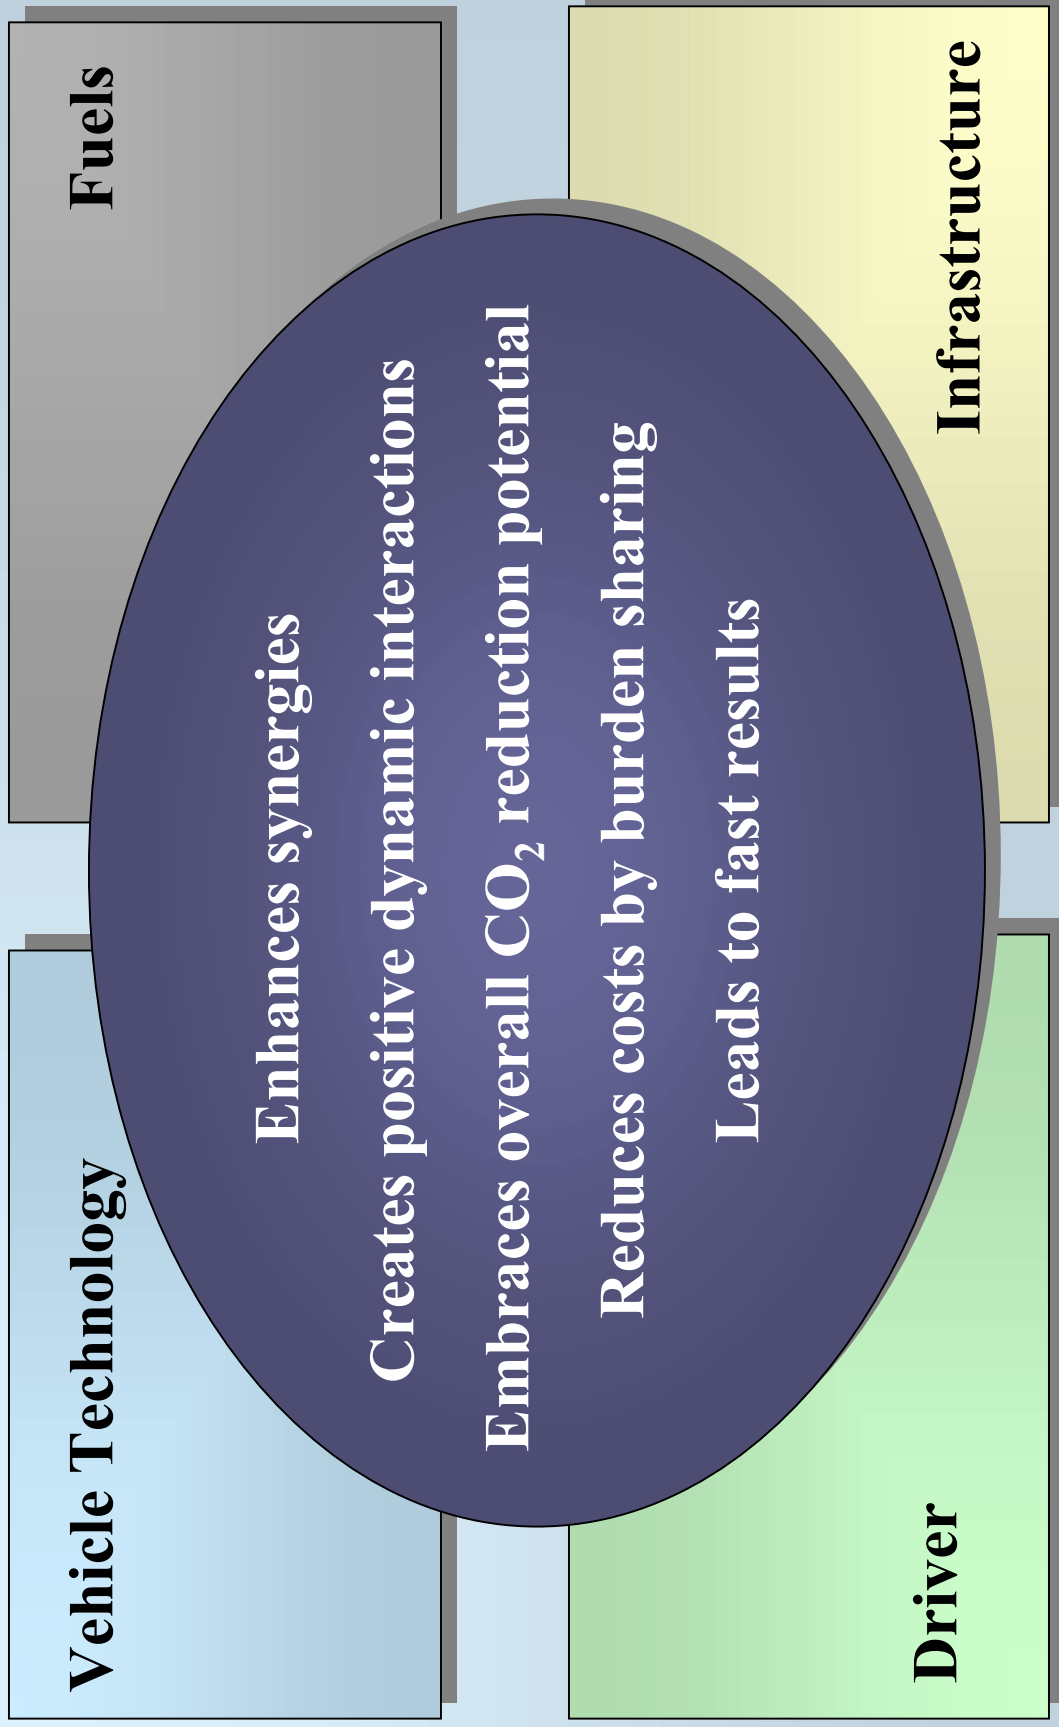 Vehicle Technology
Fuels
Enhances synergies
Creates positive dynamic interactions
Embraces overall CO₂ reduction potential
Reduces costs by burden sharing
Leads to fast results
Driver
Infrastructure